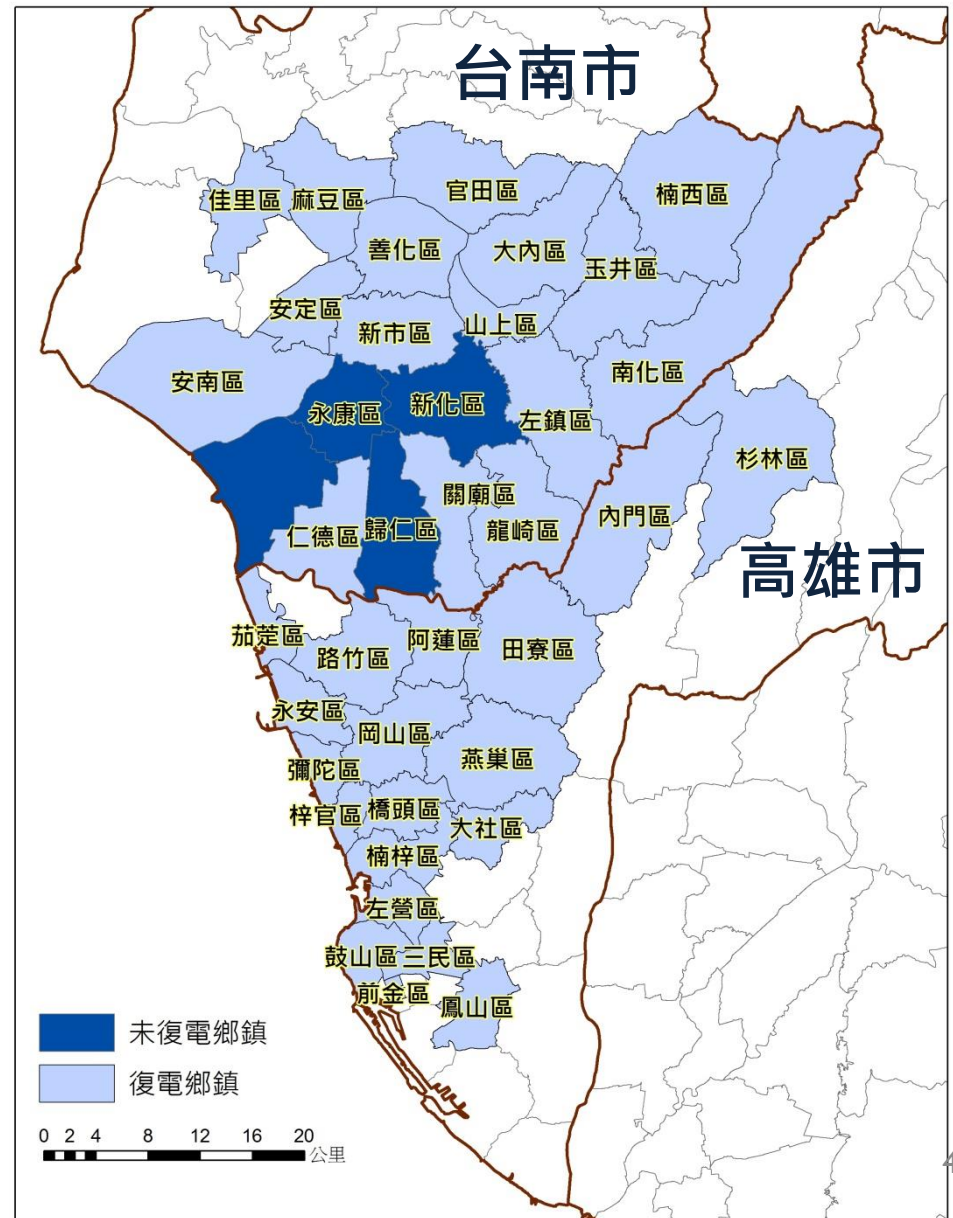 台南市
佳里區
麻豆區
官田區
楠西區
善化區
大內區
玉井區
安定區
新市區
山上區
安南區
永康區
新化區
左鎮區
南化區
杉林區
仁德區
歸仁區
關廟區
龍崎區
內門區
高雄市
茄萣區
路竹區
阿蓮區
田寮區
永安區
岡山區
燕巢區
彌陀區
梓官區
橋頭區
大社區
楠梓區
左營區
鼓山區
三民區
前金區
鳳山區
未復電鄉鎮
復電鄉鎮
0 2 4 8 12 16 20
公里
4